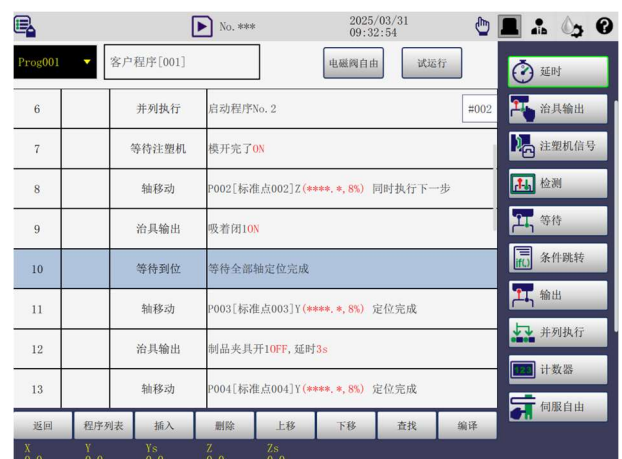 No. ***
2025/03/31
09:32:54
Prog001
客户程序[001]
电磁阀自由
试运行
6 并列执行 启动程序No. 2 #002
7 等待注塑机 模开完了ON
8 轴移动 P002[标准点002]Z(****.*, 8%) 同时执行下一步
9 治具输出 吸着闭1ON
10 等待到位 等待全部轴定位完成
11 轴移动 P003[标准点003]Y(****.*, 8%) 定位完成
12 治具输出 制品夹具开1OFF, 延时3s
13 轴移动 P004[标准点004]Y(****.*, 8%) 定位完成
返回 程序列表 插入 删除 上移 下移 查找 编译
X Y Ys Z Zs
延时
治具输出
注塑机信号
检测
等待
if() 条件跳转
输出
并列执行
123 计数器
伺服自由